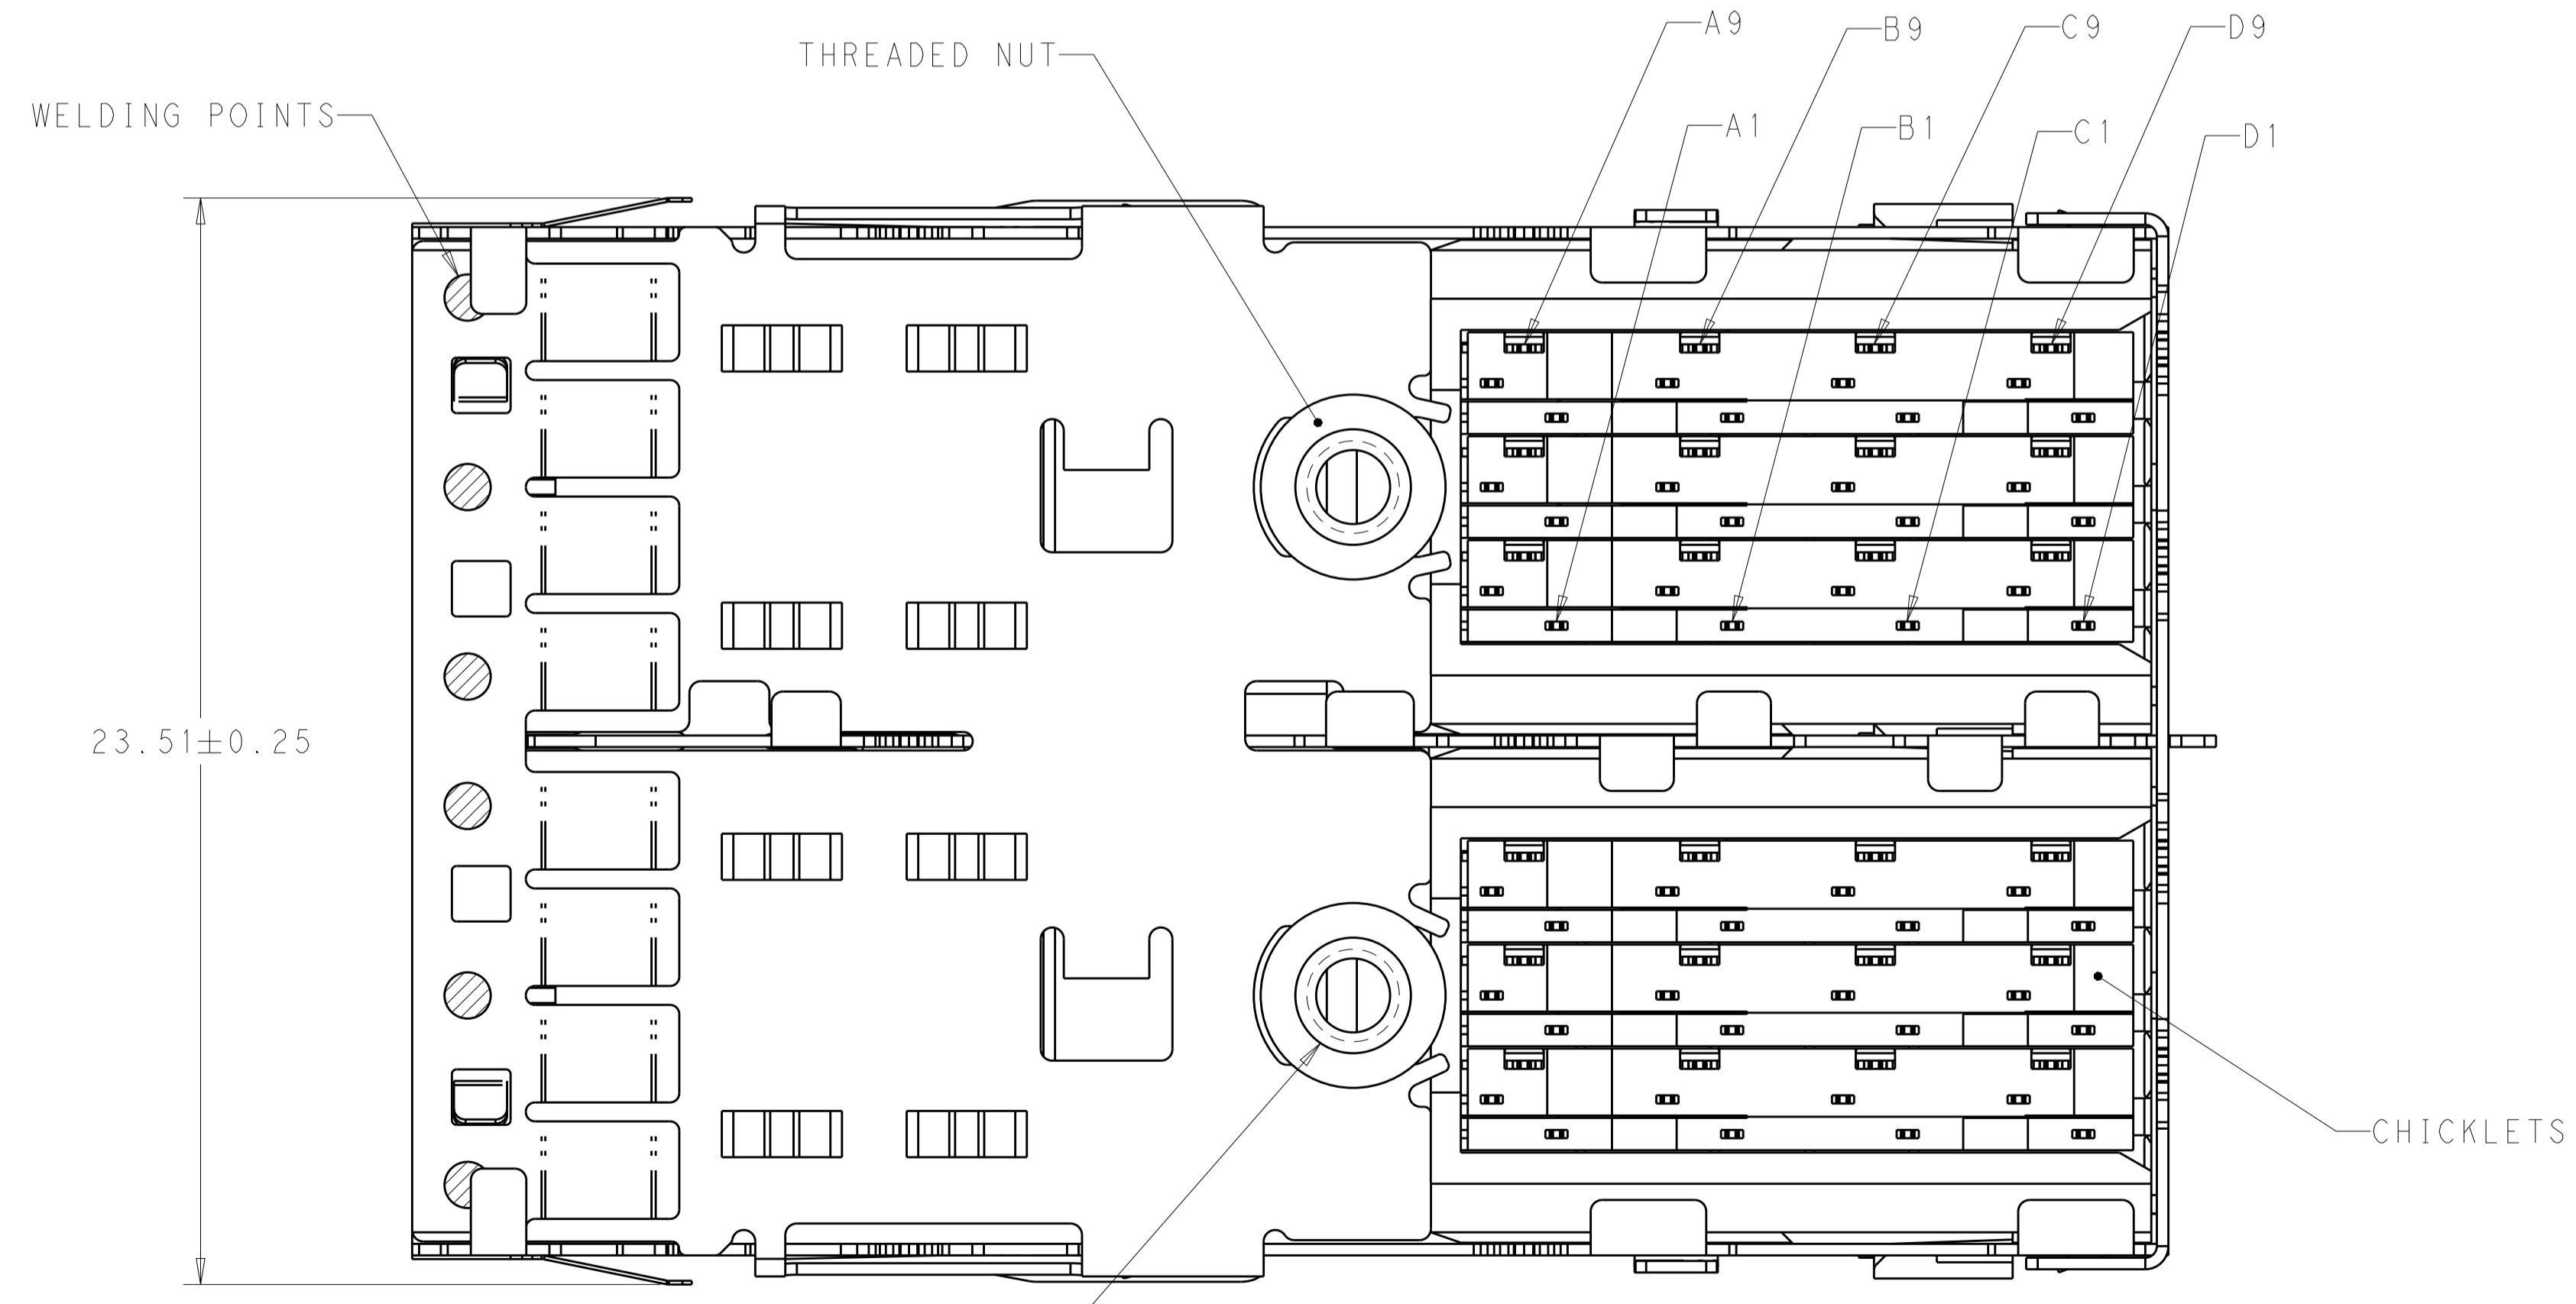 A9
B9
C9
D9
THREADED NUT
WELDING POINTS
A1
B1
C1
D1
23.51±0.25
CHICKLETS